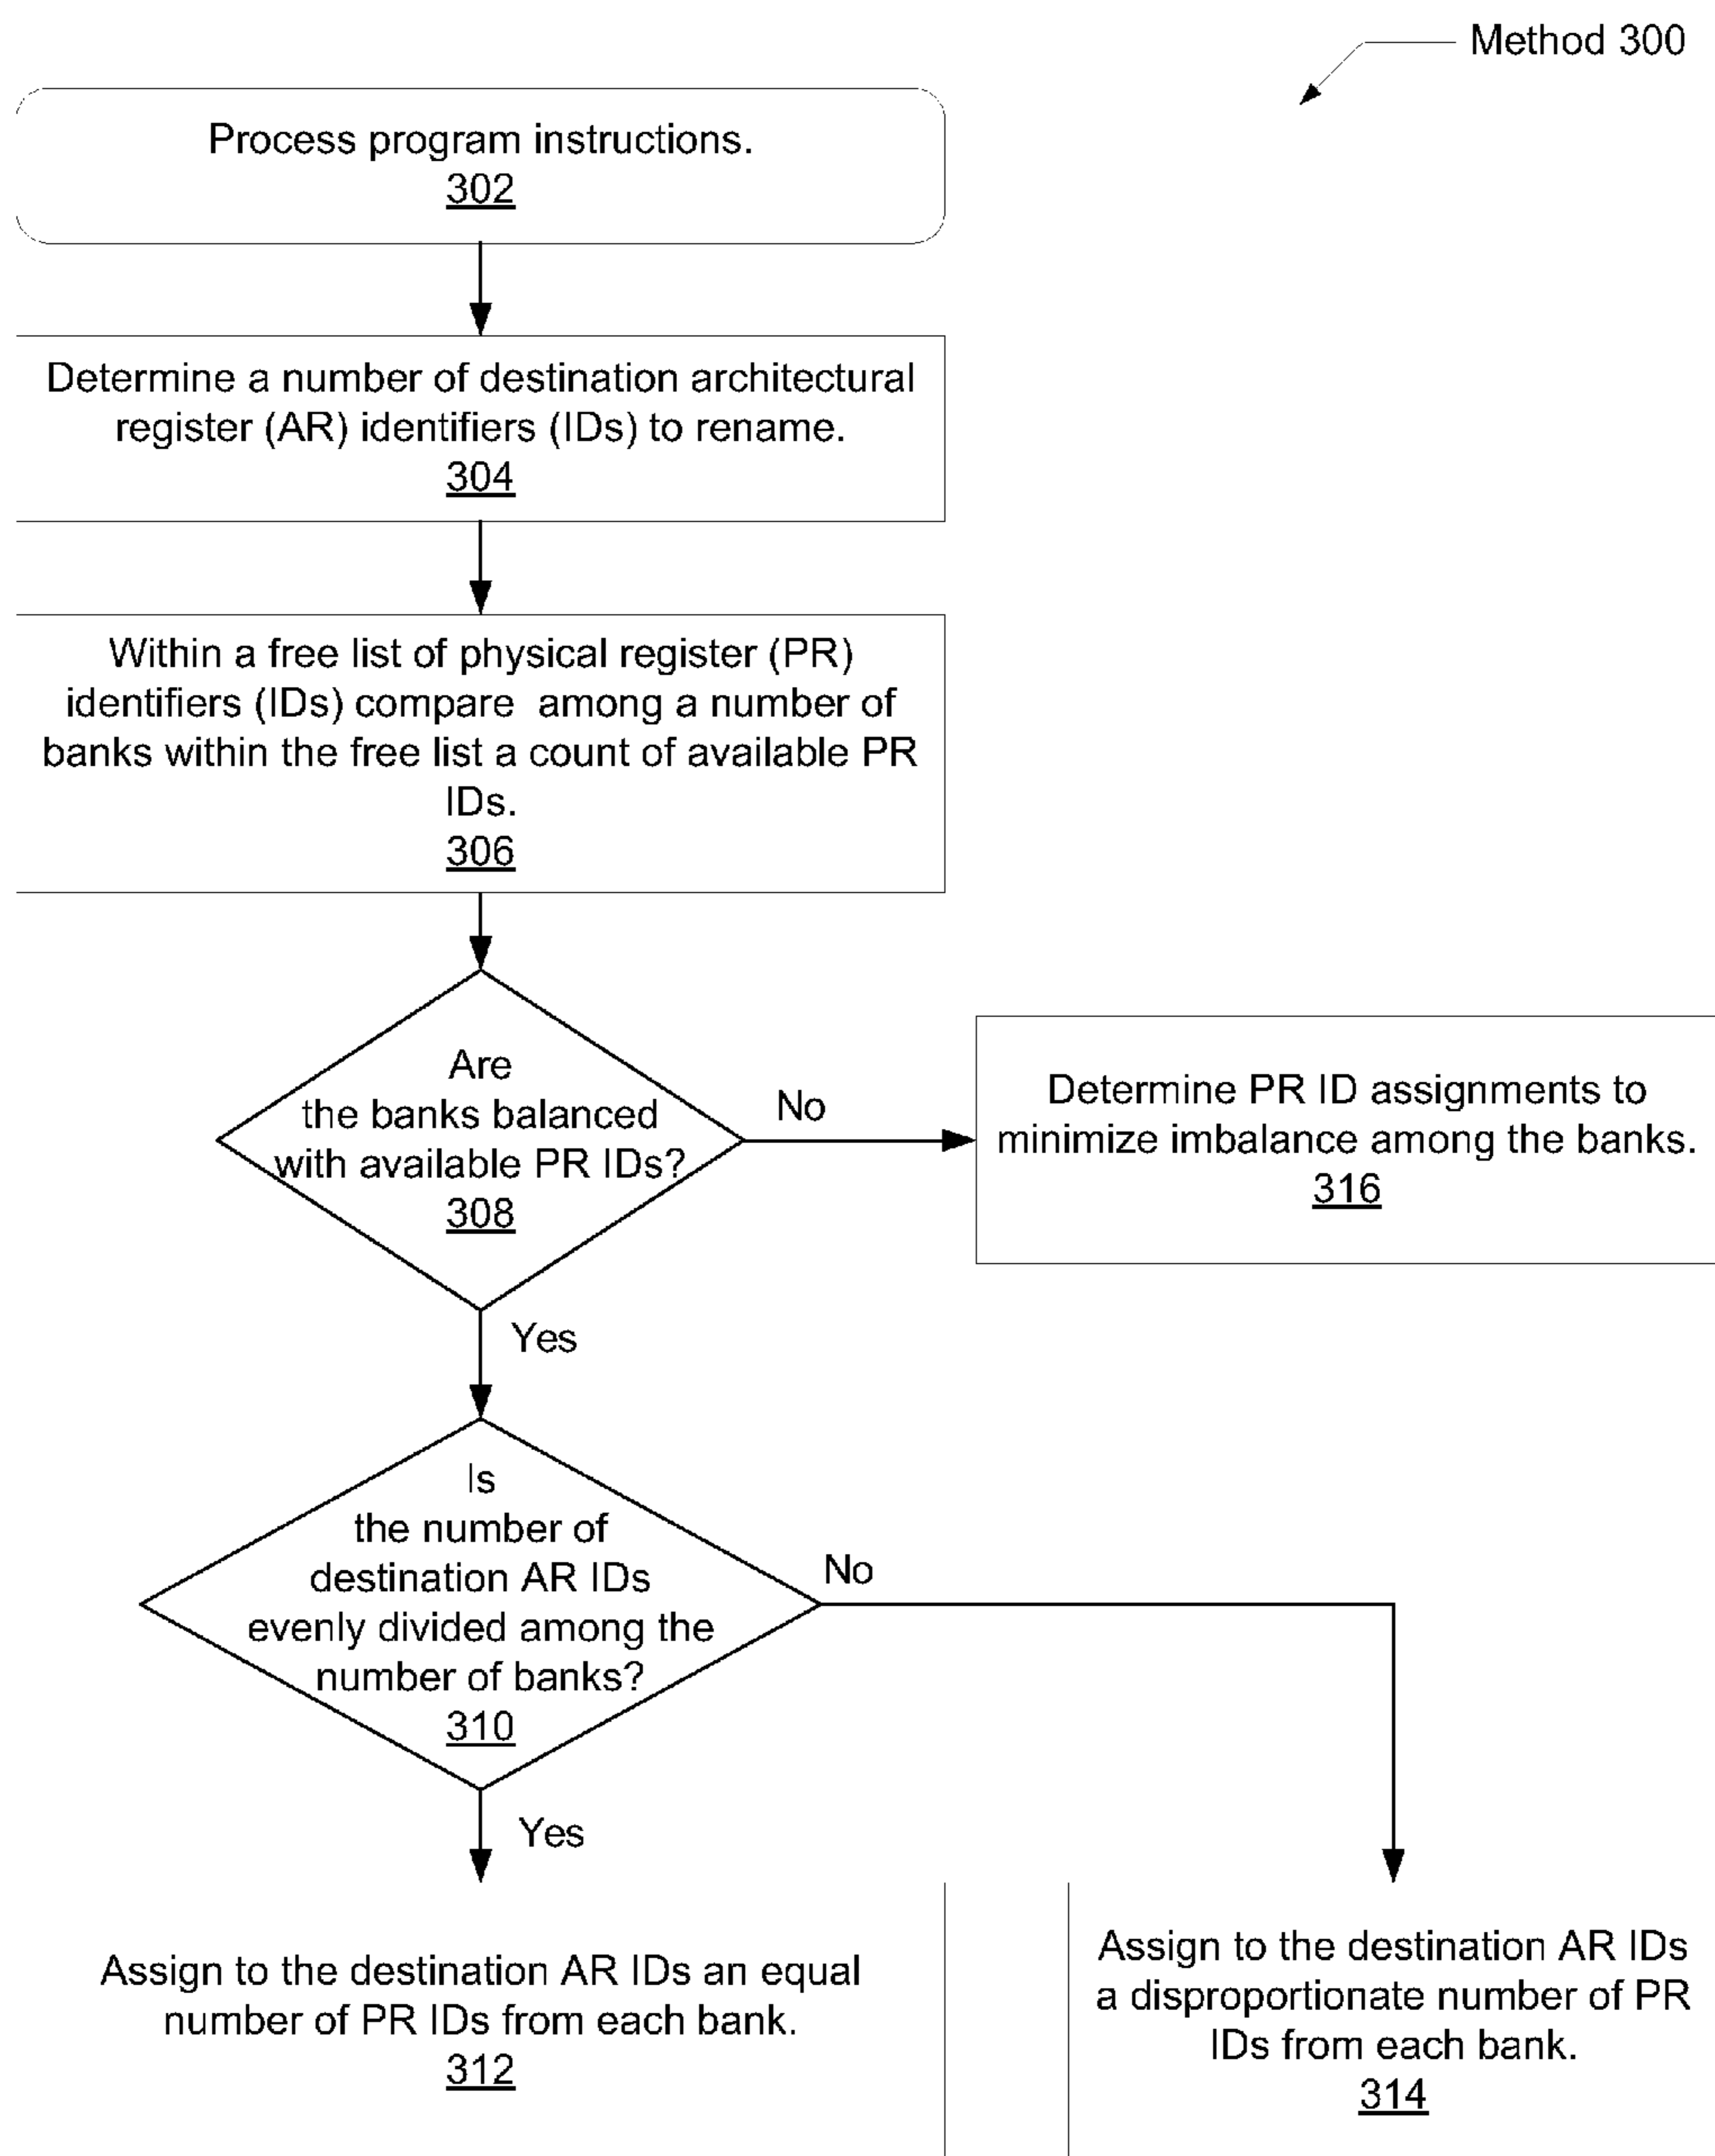 Method 300
Process program instructions.
302
Determine a number of destination architectural
register (AR) identifiers (IDs) to rename.
304
Within a free list of physical register (PR)
identifiers (IDs) compare among a number of
banks within the free list a count of available PR
IDs.
306
Are
the banks balanced
with available PR IDs?
308
No
Determine PR ID assignments to
minimize imbalance among the banks.
316
Yes
Is
the number of
destination AR IDs
evenly divided among the
number of banks?
310
No
Yes
Assign to the destination AR IDs an equal
number of PR IDs from each bank.
312
Assign to the destination AR IDs
a disproportionate number of PR
IDs from each bank.
314